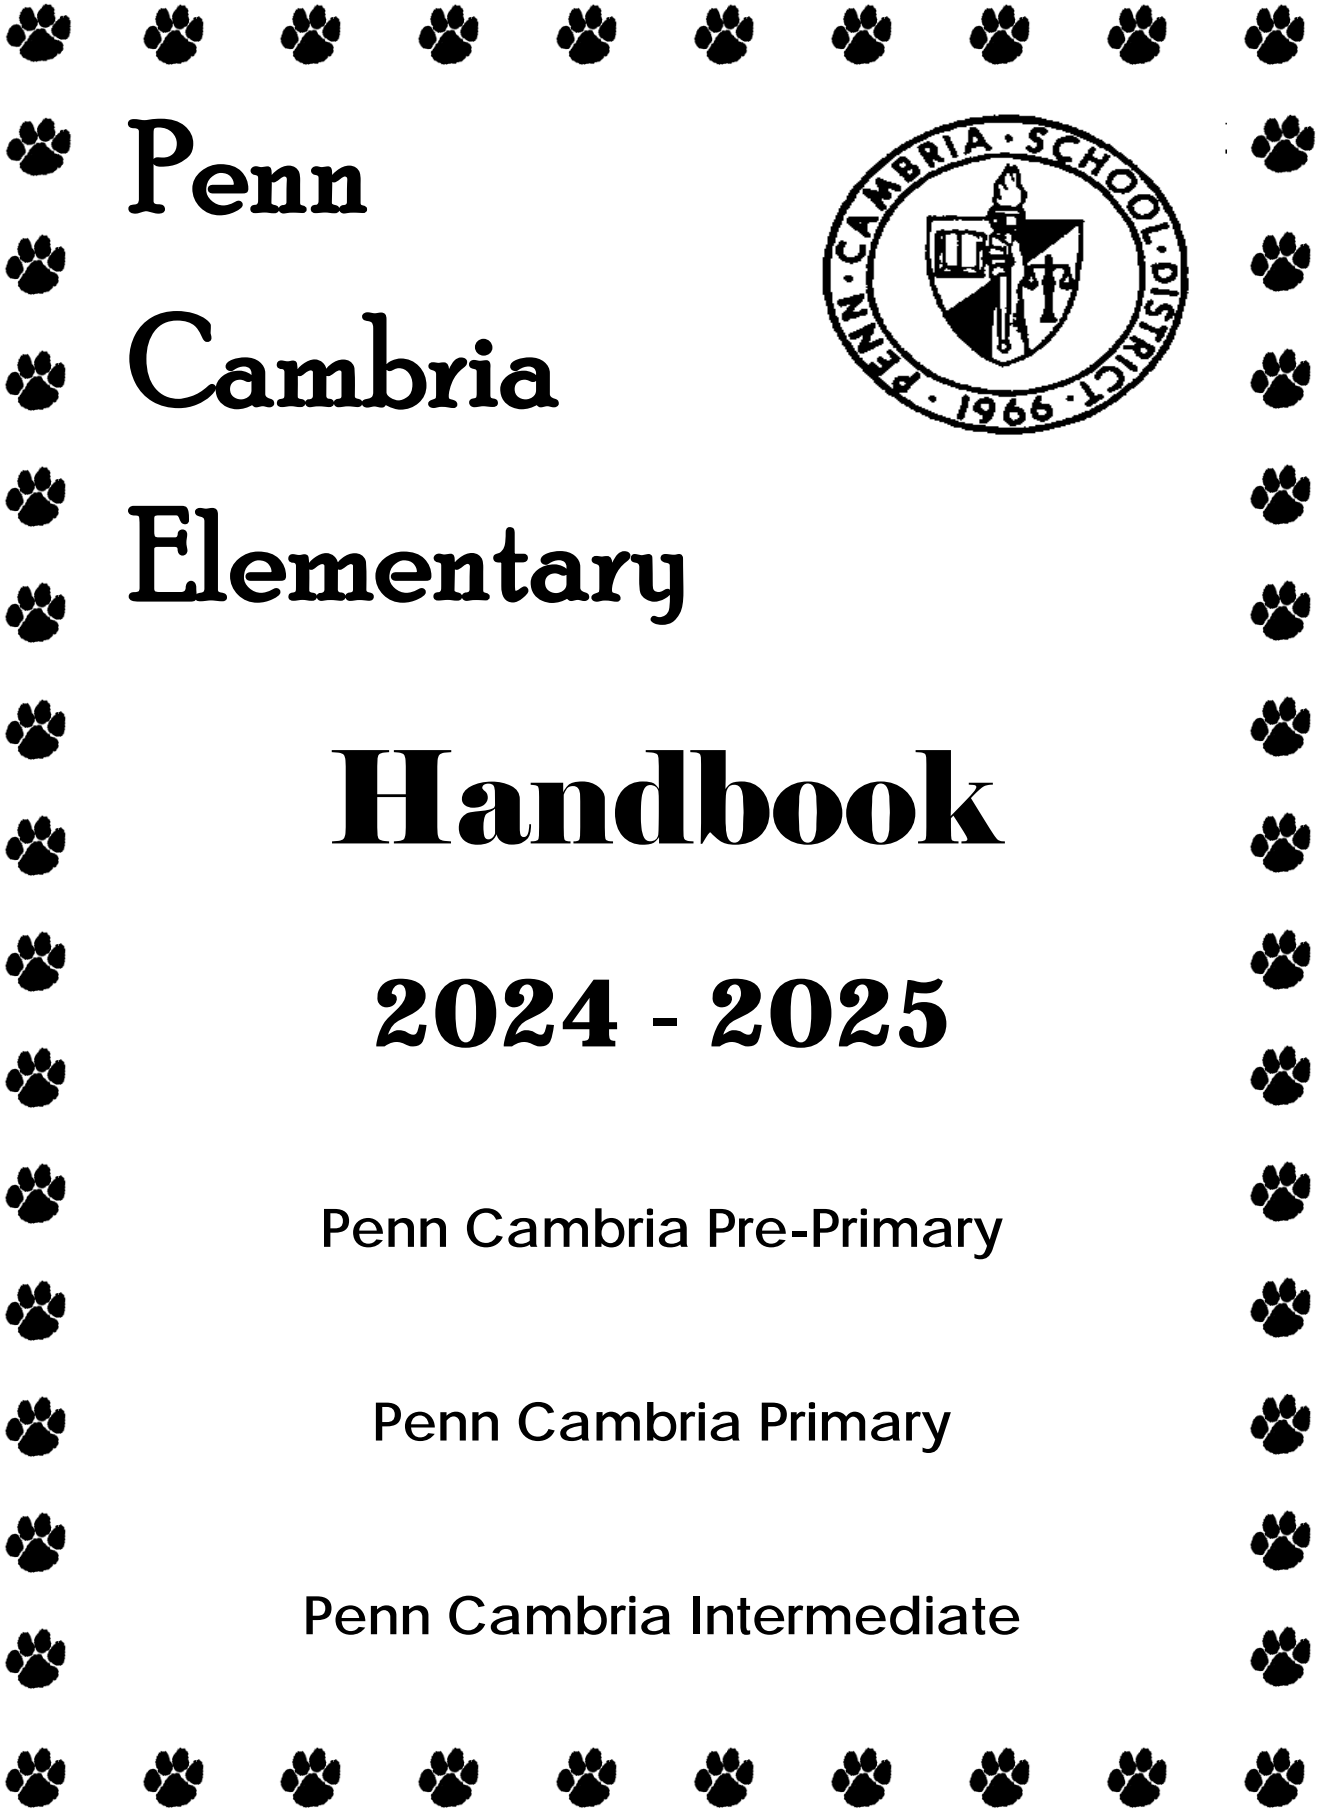 Penn
Cambria
Elementary
PENN · CAMBRIA · SCHOOL · DISTRICT · 1966 ·
Handbook
2024 - 2025
Penn Cambria Pre-Primary
Penn Cambria Primary
Penn Cambria Intermediate